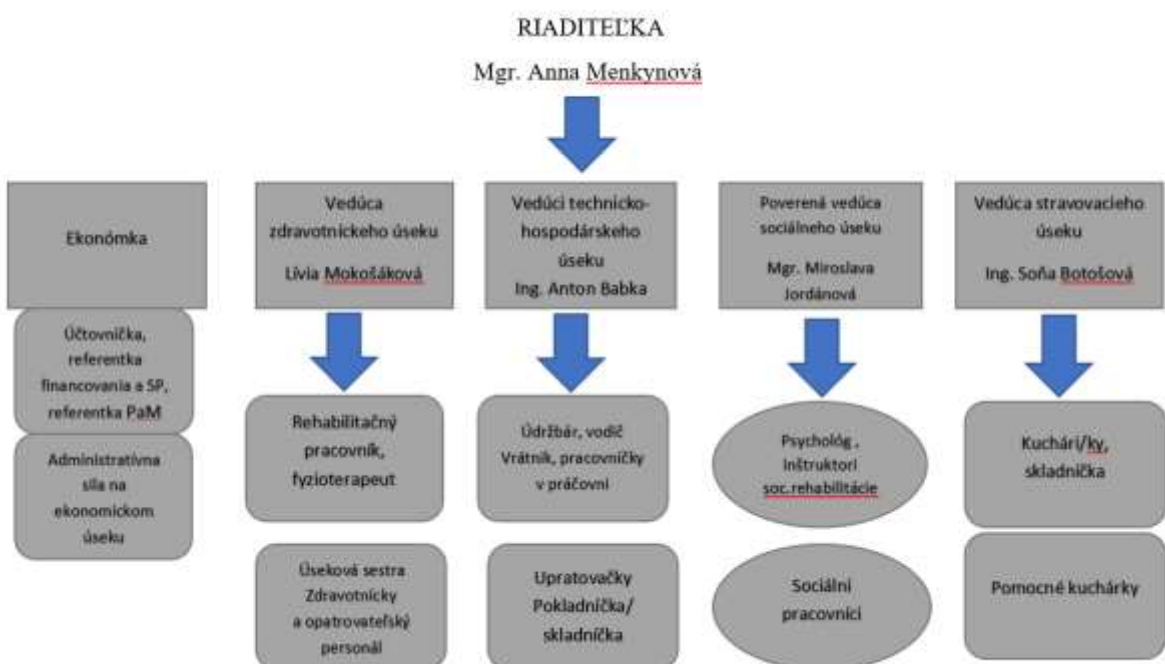 RIADITEĽKA
Mgr. Anna Menkynová
Ekonómka
Vedúca
zdravotníckeho úseku
Lívia Mokošáková
Vedúci technicko-
hospodárskeho
úseku
Ing. Anton Babka
Poverená vedúca
sociálneho úseku
Mgr. Miroslava
Jordánová
Vedúca stravovacieho
úseku
Ing. Soňa Botošová
Účtovníčka,
referentka
financovania a SP,
referentka PaM
Administratívna
sila na
ekonomickom
úseku
Rehabilitačný
pracovník,
fyzioterapeut
Úseková sestra
Zdravotnícky
a opatrovateľský
personál
Údržbár, vodič
Vrátnik, pracovníčky
v práčovni
Upratovačky
Pokladníčka/
skladníčka
Psychológ ,
inštruktori
soc.rehabilitácie
Sociálni
pracovníci
Kuchári/ky,
skladníčka
Pomocné kuchárky